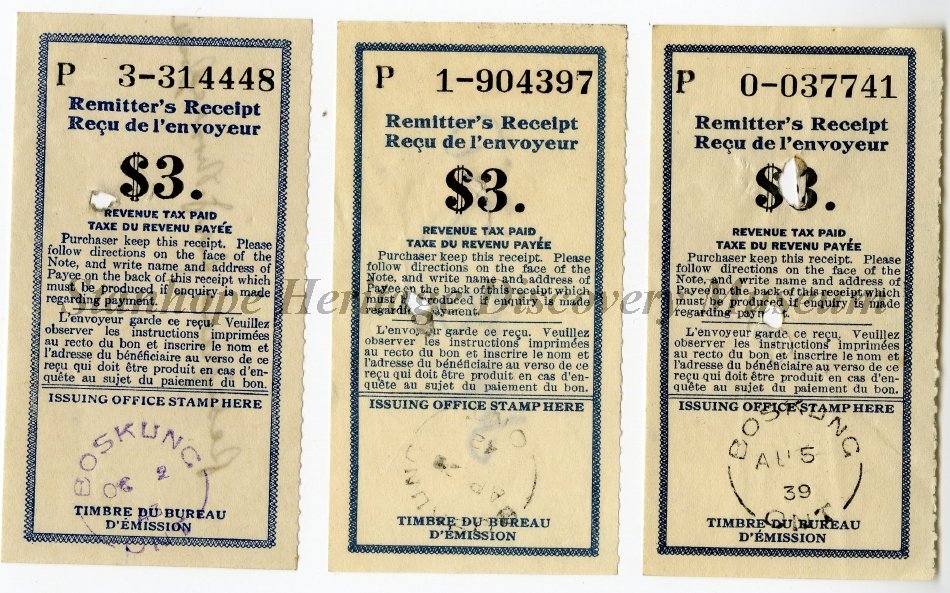 P 3-314448
Remitter's Receipt
Reçu de l'envoyeur
$3.
REVENUE TAX PAID
TAXE DU REVENU PAYÉE
Purchaser keep this receipt. Please
follow directions on the face of the
Note, and write name and address of
Payee on the back of this receipt which
must be produced if enquiry is made
regarding payment.
L'envoyeur garde ce reçu. Veuillez
observer les instructions imprimées
au recto du bon et inscrire le nom et
l'adresse du bénéficiaire au verso de ce
reçu qui doit être produit en cas d'en-
quête au sujet du paiement du bon.
ISSUING OFFICE STAMP HERE
BOSKUNG
TIMBRE DU BUREAU
D'ÉMISSION
P 1-904397
Remitter's Receipt
Reçu de l'envoyeur
$3.
REVENUE TAX PAID
TAXE DU REVENU PAYÉE
Purchaser keep this receipt. Please
follow directions on the face of the
Note, and write name and address of
Payee on the back of this receipt which
must be produced if enquiry is made
regarding payment.
L'envoyeur garde ce reçu. Veuillez
observer les instructions imprimées
au recto du bon et inscrire le nom et
l'adresse du bénéficiaire au verso de ce
reçu qui doit être produit en cas d'en-
quête au sujet du paiement du bon.
ISSUING OFFICE STAMP HERE
TIMBRE DU BUREAU
D'ÉMISSION
P 0-037741
Remitter's Receipt
Reçu de l'envoyeur
$3.
REVENUE TAX PAID
TAXE DU REVENU PAYÉE
Purchaser keep this receipt. Please
follow directions on the face of the
Note, and write name and address of
Payee on the back of this receipt which
must be produced if enquiry is made
regarding payment.
L'envoyeur garde ce reçu. Veuillez
observer les instructions imprimées
au recto du bon et inscrire le nom et
l'adresse du bénéficiaire au verso de ce
reçu qui doit être produit en cas d'en-
quête au sujet du paiement du bon.
ISSUING OFFICE STAMP HERE
BOSKUNG
AU 5
39
ONT
TIMBRE DU BUREAU
D'ÉMISSION
Stanhope Heritage Discovery Museum